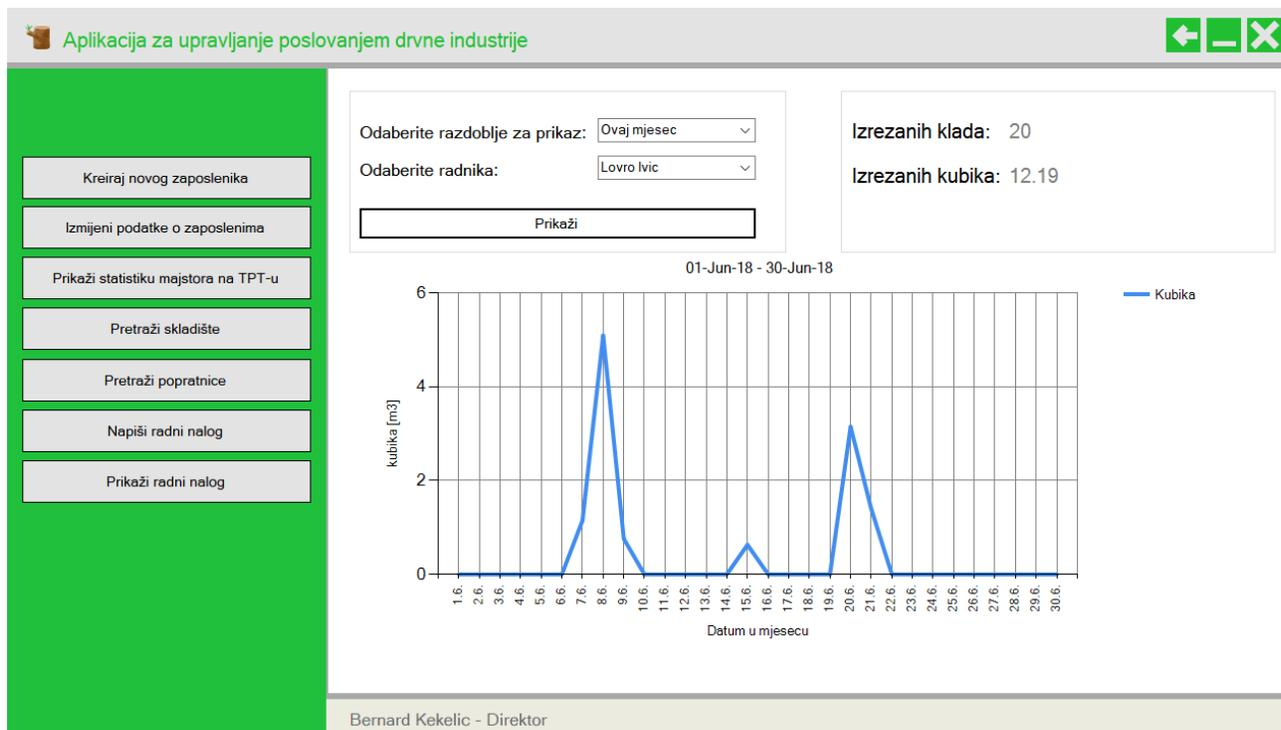 Aplikacija za upravljanje poslovanjem drvne industrije
Kreiraj novog zaposlenika
Izmijeni podatke o zaposlenima
Prikaži statistiku majstora na TPT-u
Pretraži skladište
Pretraži popratnice
Napiši radni nalog
Prikaži radni nalog
Odaberite razdoblje za prikaz: Ovaj mjesec
Odaberite radnika: Lovro Ivic
Prikaži
Izrezanih klada: 20
Izrezanih kubika: 12.19
01-Jun-18 - 30-Jun-18
Kubika
kubika [m3]
6
4
2
0
1.6. 2.6. 3.6. 4.6. 5.6. 6.6. 7.6. 8.6. 9.6. 10.6. 11.6. 12.6. 13.6. 14.6. 15.6. 16.6. 17.6. 18.6. 19.6. 20.6. 21.6. 22.6. 23.6. 24.6. 25.6. 26.6. 27.6. 28.6. 29.6. 30.6.
Datum u mjesecu
Bernard Kekelic - Direktor